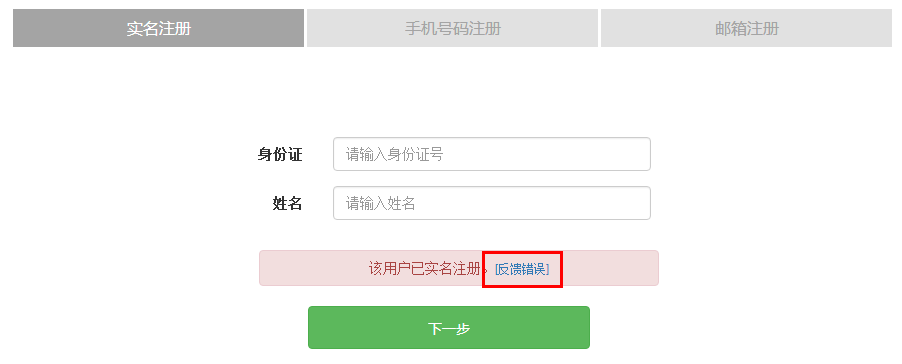 实名注册 手机号码注册 邮箱注册
身份证 请输入身份证号
姓名 请输入姓名
该用户已实名注册。[反馈错误]
下一步